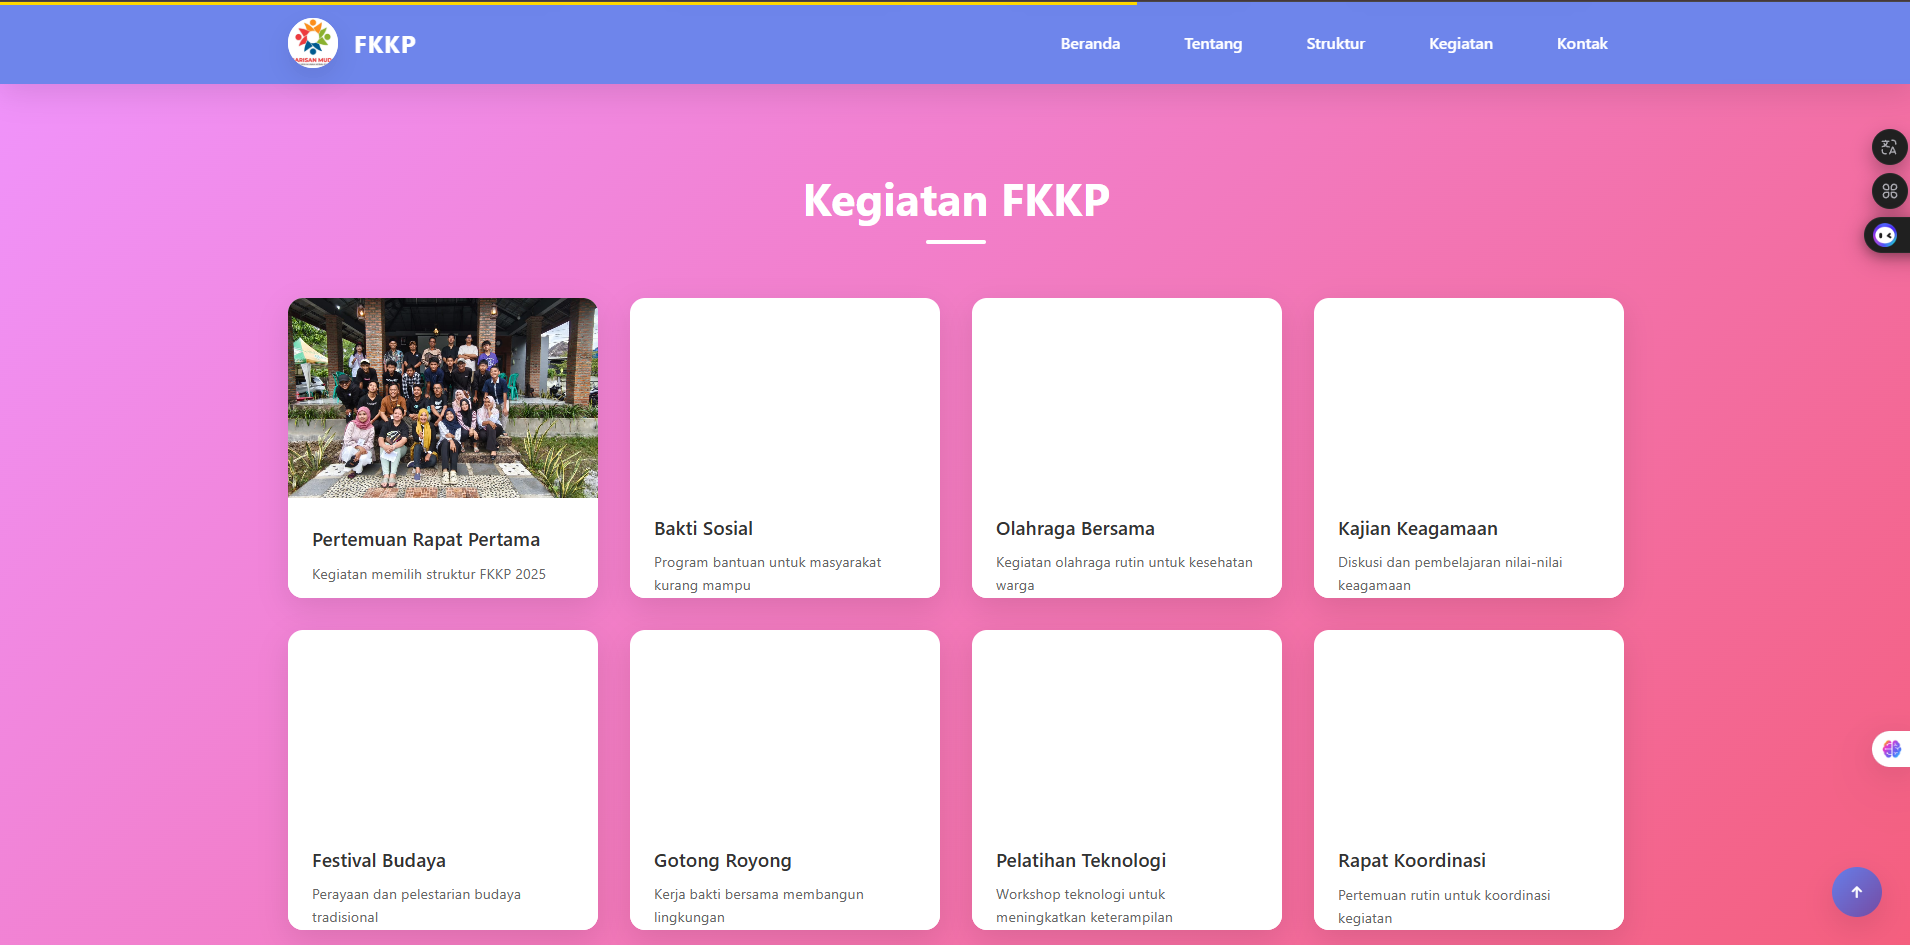 ARISAN MUD
FKKP
Beranda
Tentang
Struktur
Kegiatan
Kontak
Kegiatan FKKP
Pertemuan Rapat Pertama
Kegiatan memilih struktur FKKP 2025
Bakti Sosial
Program bantuan untuk masyarakat
kurang mampu
Olahraga Bersama
Kegiatan olahraga rutin untuk kesehatan
warga
Kajian Keagamaan
Diskusi dan pembelajaran nilai-nilai
keagamaan
Festival Budaya
Perayaan dan pelestarian budaya
tradisional
Gotong Royong
Kerja bakti bersama membangun
lingkungan
Pelatihan Teknologi
Workshop teknologi untuk
meningkatkan keterampilan
Rapat Koordinasi
Pertemuan rutin untuk koordinasi
kegiatan